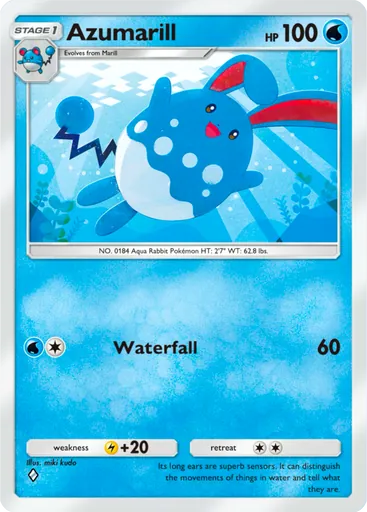 STAGE 1
Azumarill
HP 100
Evolves from Marill
NO. 0184 Aqua Rabbit Pokémon HT: 2'7" WT: 62.8 lbs.
Waterfall 60
weakness +20 retreat
Illus. miki kudo
Its long ears are superb sensors. It can distinguish
the movements of things in water and tell what
they are.